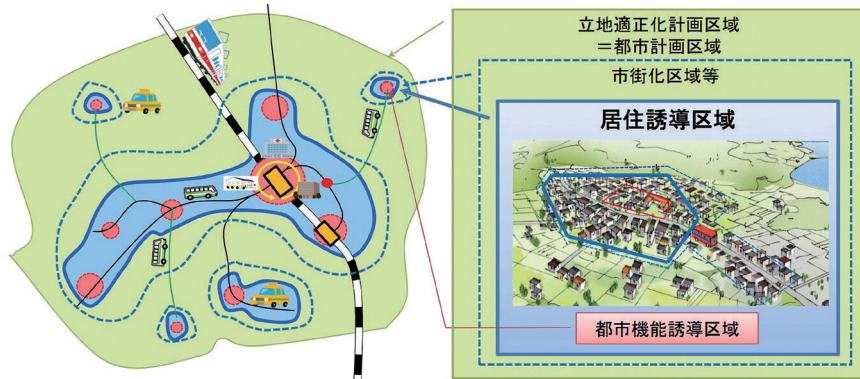 立地適正化計画区域
＝都市計画区域
市街化区域等
居住誘導区域
都市機能誘導区域